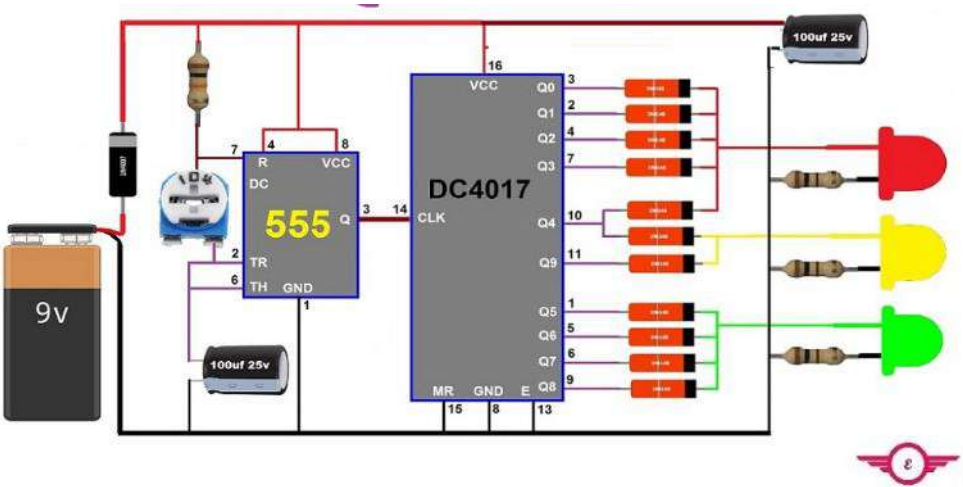 100uf 25v
16
VCC
3
Q0
2
Q1
4
Q2
7
Q3
10
Q4
11
Q9
1
Q5
5
Q6
6
Q7
9
Q8
DC4017
14
CLK
MR
GND
E
15
8
13
7
4
8
R
VCC
DC
555
Q
3
2
TR
6
TH
GND
1
9v
100uf 25v
ε